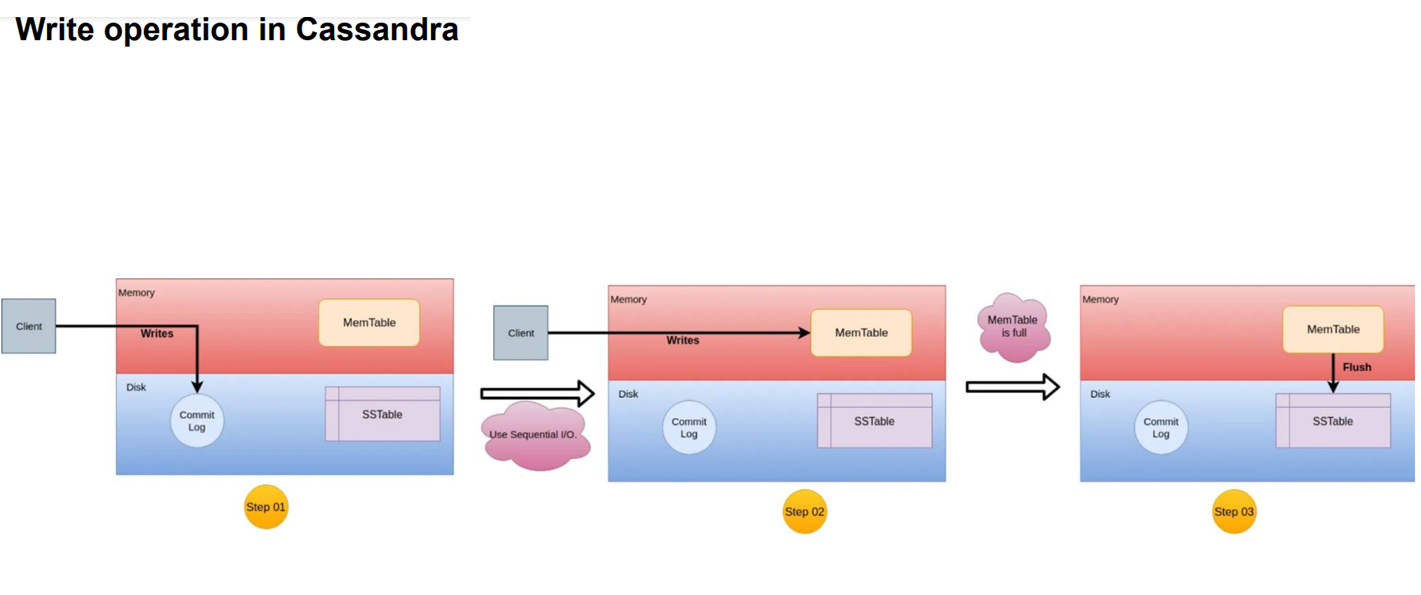 Write operation in Cassandra
Memory
MemTable
Client
Writes
Disk
Commit
Log
SSTable
Step 01
Use Sequential I/O.
Memory
MemTable
Client
Writes
Disk
Commit
Log
SSTable
Step 02
MemTable
is full
Memory
MemTable
Flush
Disk
Commit
Log
SSTable
Step 03